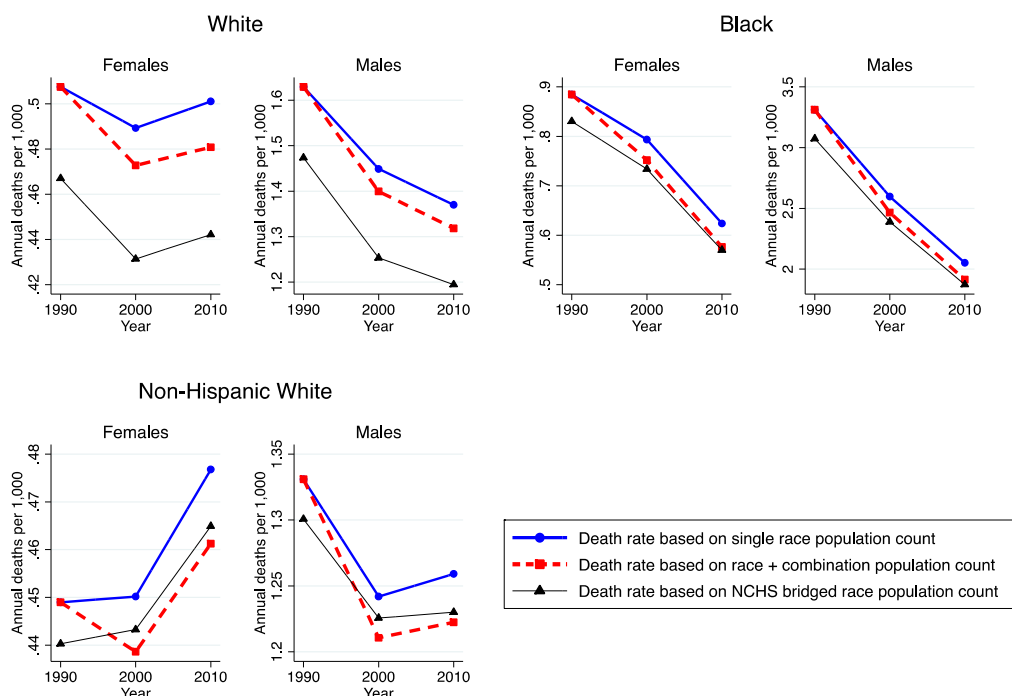 White
Females
Annual deaths per 1,000
.5
.48
.46
.44
.42
1990
2000
2010
Year
Males
Annual deaths per 1,000
1.6
1.5
1.4
1.3
1.2
1990
2000
2010
Year
Black
Females
Annual deaths per 1,000
.9
.8
.7
.6
.5
1990
2000
2010
Year
Males
Annual deaths per 1,000
3.5
3
2.5
2
1990
2000
2010
Year
Non-Hispanic White
Females
Annual deaths per 1,000
.48
.47
.46
.45
.44
1990
2000
2010
Year
Males
Annual deaths per 1,000
1.35
1.3
1.25
1.2
1990
2000
2010
Year
Death rate based on single race population count
Death rate based on race + combination population count
Death rate based on NCHS bridged race population count